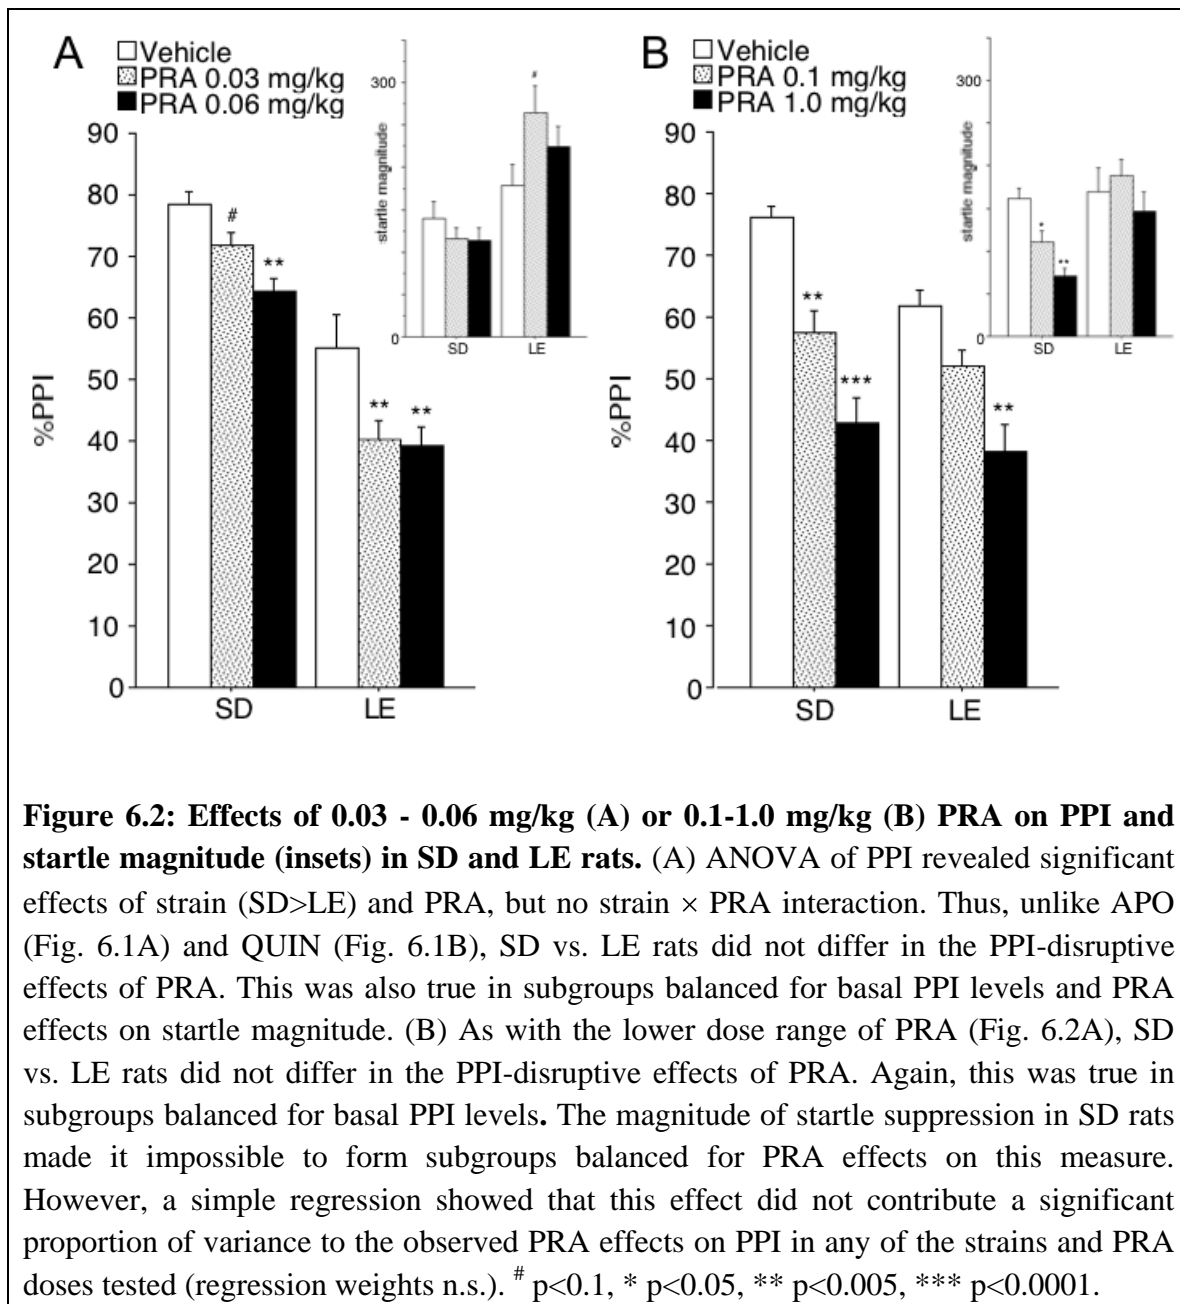 A
Vehicle
PRA 0.03 mg/kg
PRA 0.06 mg/kg
90
80
70
60
50
40
30
20
10
0
%PPI
#
**
**
**
SD
LE
300
0
startle magnitude
#
SD
LE
B
Vehicle
PRA 0.1 mg/kg
PRA 1.0 mg/kg
90
80
70
60
50
40
30
20
10
0
%PPI
**
***
**
SD
LE
300
0
startle magnitude
*
**
SD
LE
Figure 6.2: Effects of 0.03 - 0.06 mg/kg (A) or 0.1-1.0 mg/kg (B) PRA on PPI and
startle magnitude (insets) in SD and LE rats. (A) ANOVA of PPI revealed significant
effects of strain (SD>LE) and PRA, but no strain × PRA interaction. Thus, unlike APO
(Fig. 6.1A) and QUIN (Fig. 6.1B), SD vs. LE rats did not differ in the PPI-disruptive
effects of PRA. This was also true in subgroups balanced for basal PPI levels and PRA
effects on startle magnitude. (B) As with the lower dose range of PRA (Fig. 6.2A), SD
vs. LE rats did not differ in the PPI-disruptive effects of PRA. Again, this was true in
subgroups balanced for basal PPI levels. The magnitude of startle suppression in SD rats
made it impossible to form subgroups balanced for PRA effects on this measure.
However, a simple regression showed that this effect did not contribute a significant
proportion of variance to the observed PRA effects on PPI in any of the strains and PRA
doses tested (regression weights n.s.). # p<0.1, * p<0.05, ** p<0.005, *** p<0.0001.